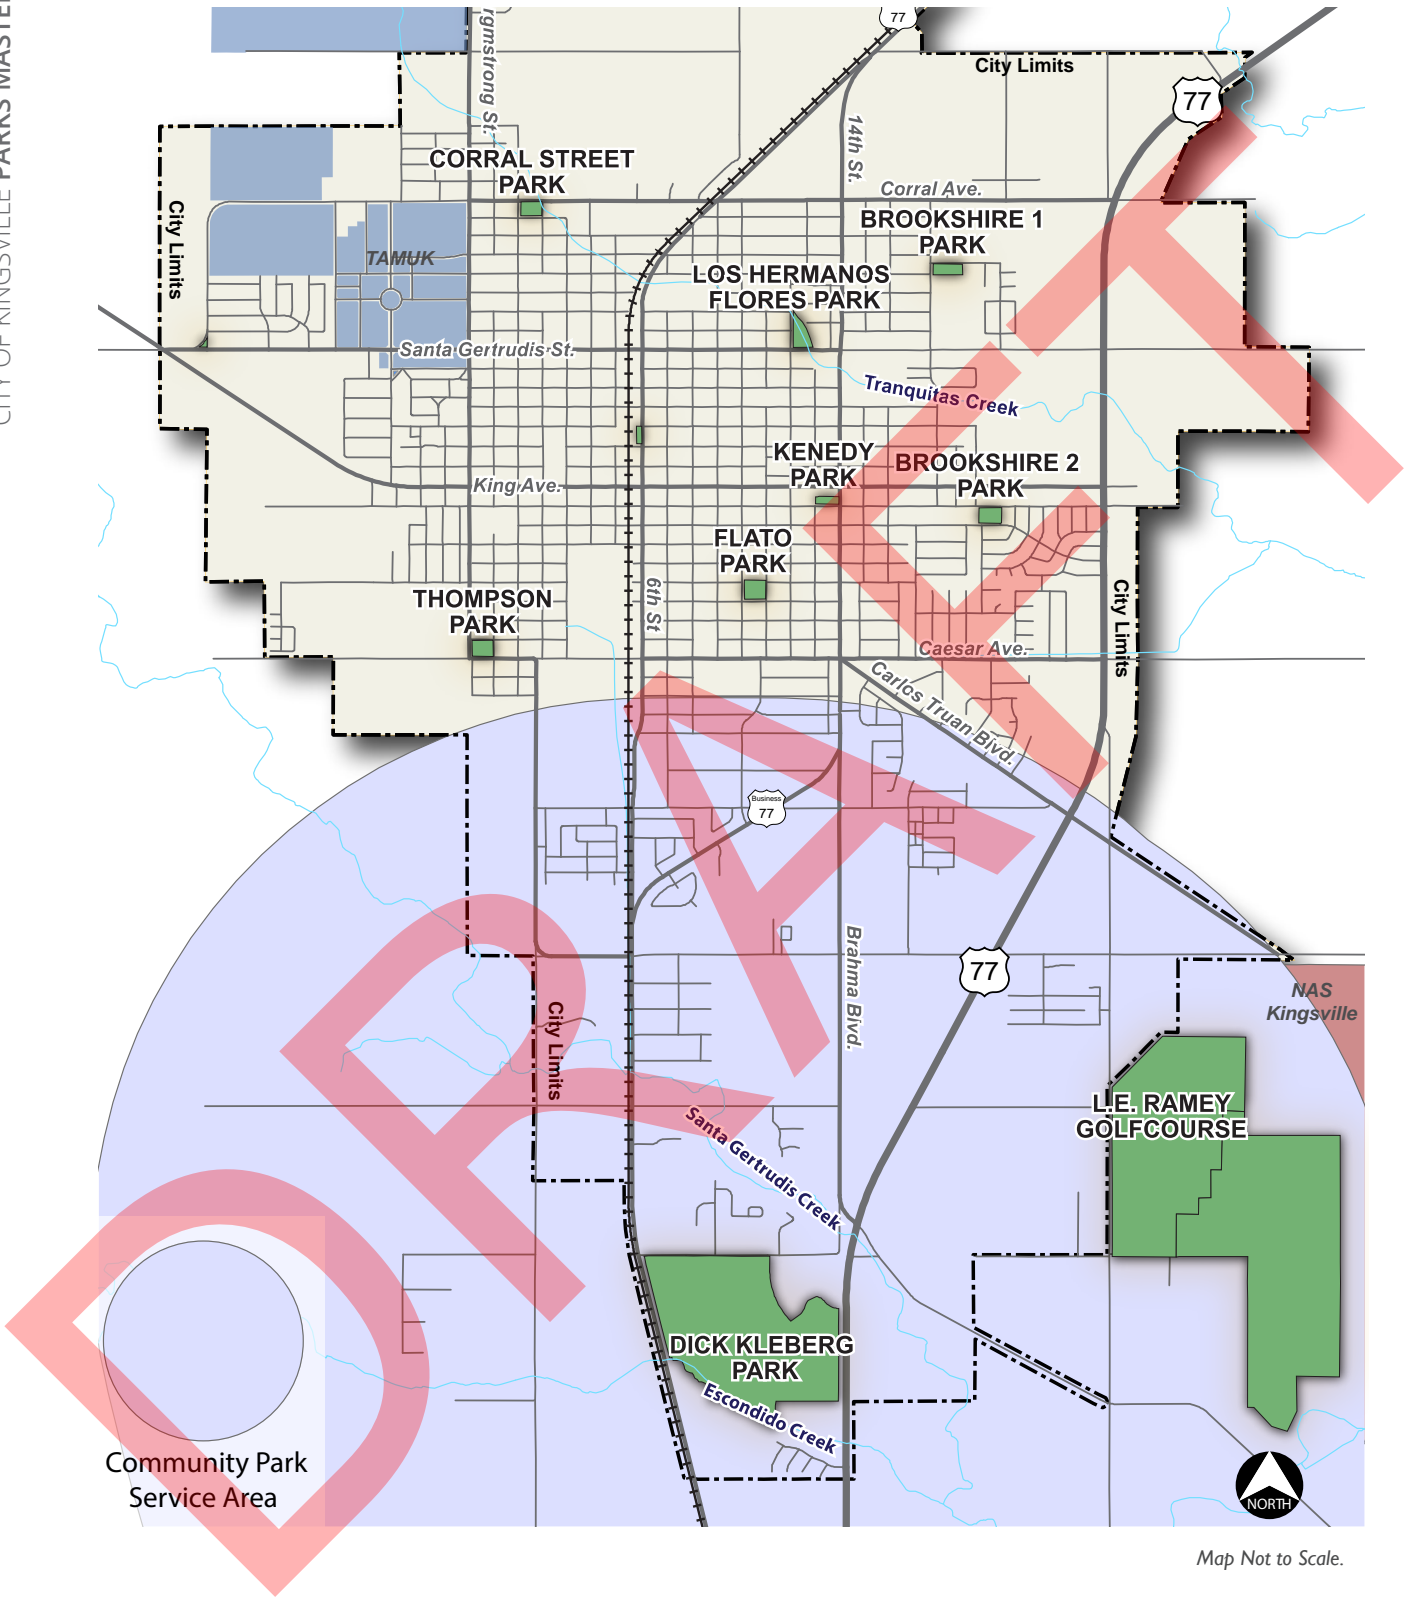 CITY OF KINGSVILLE PARKS MASTER
77
City Limits
77
rgmstrong St.
14th St.
CORRAL STREET
PARK
Corral Ave.
City Limits
BROOKSHIRE 1
PARK
TAMUK
LOS HERMANOS
FLORES PARK
Santa Gertrudis St.
Tranquitas Creek
KENEDY
PARK
BROOKSHIRE 2
PARK
King Ave.
FLATO
PARK
THOMPSON
PARK
6th St
City Limits
Caesar Ave.
Carlos Truan Blvd.
Business
77
Brahma Blvd.
77
NAS
Kingsville
City Limits
L.E. RAMEY
GOLFCOURSE
Santa Gertrudis Creek
DICK KLEBERG
PARK
Escondido Creek
Community Park
Service Area
NORTH
Map Not to Scale.
DRAFT